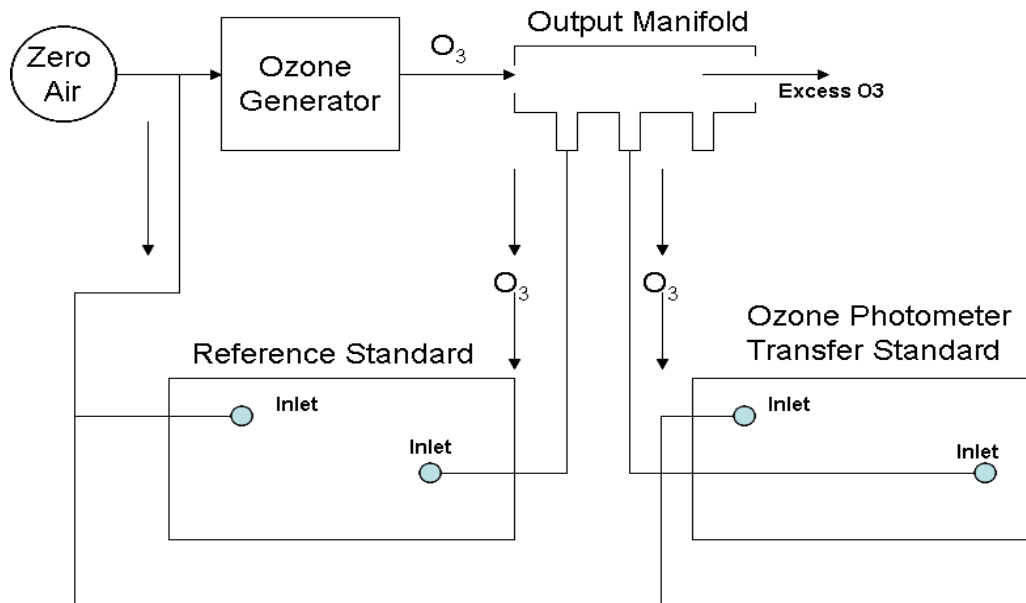 Zero
Air
Ozone
Generator
O₃
Output Manifold
Excess O3
O₃
O₃
Reference Standard
Ozone Photometer
Transfer Standard
Inlet
Inlet
Inlet
Inlet